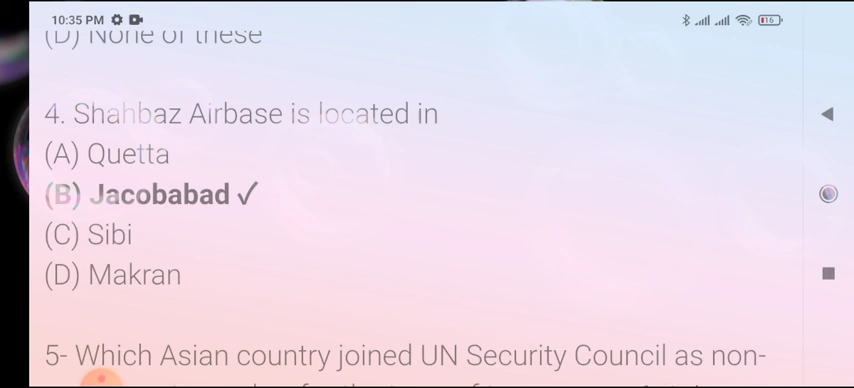 10:35 PM
16
(D) None of these
4. Shahbaz Airbase is located in
(A) Quetta
(B) Jacobabad ✓
(C) Sibi
(D) Makran
5- Which Asian country joined UN Security Council as non-